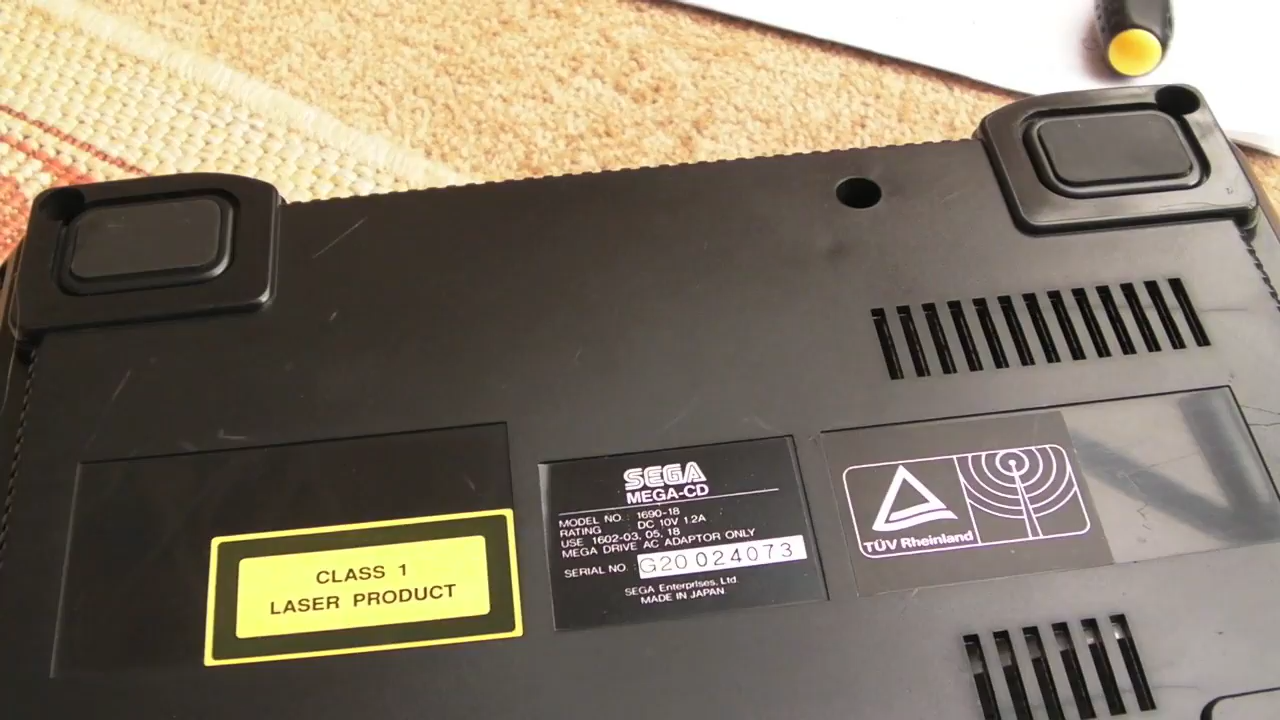 CLASS 1
LASER PRODUCT
SEGA
MEGA-CD
MODEL NO. : 1690-18
RATING : DC 10V 1.2A
USE 1602-03, 05, 18
MEGA DRIVE AC ADAPTOR ONLY
SERIAL NO. G20 024073
SEGA Enterprises, Ltd.
MADE IN JAPAN.
TÜV Rheinland